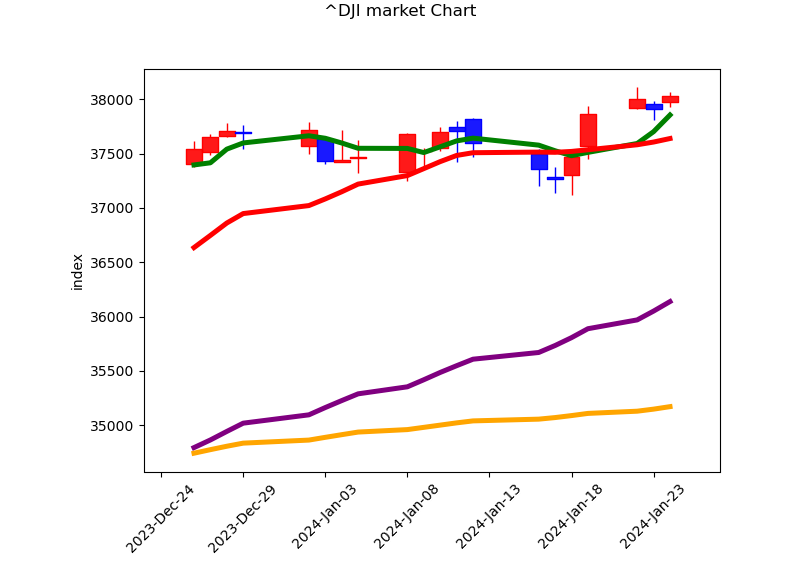 ^DJI market Chart
38000
37500
37000
36500
36000
35500
35000
index
2023-Dec-24
2023-Dec-29
2024-Jan-03
2024-Jan-08
2024-Jan-13
2024-Jan-18
2024-Jan-23